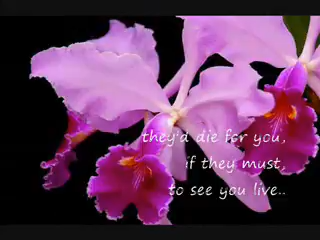 they'd die for you,
if they must,
to see you live..